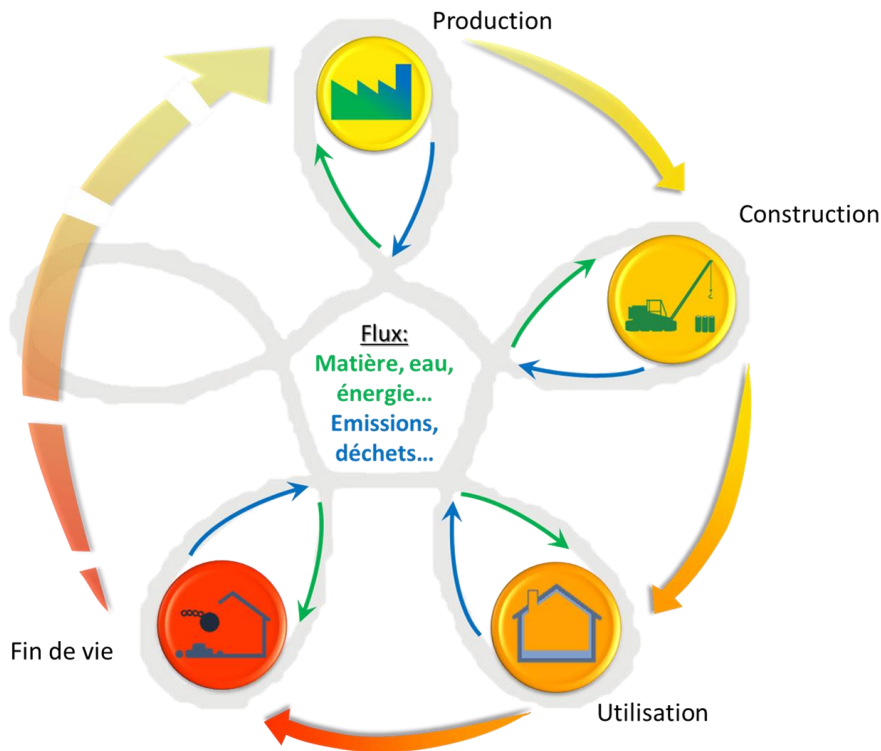 Production
Construction
Flux:
Matière, eau,
énergie...
Emissions,
déchets...
Fin de vie
Utilisation